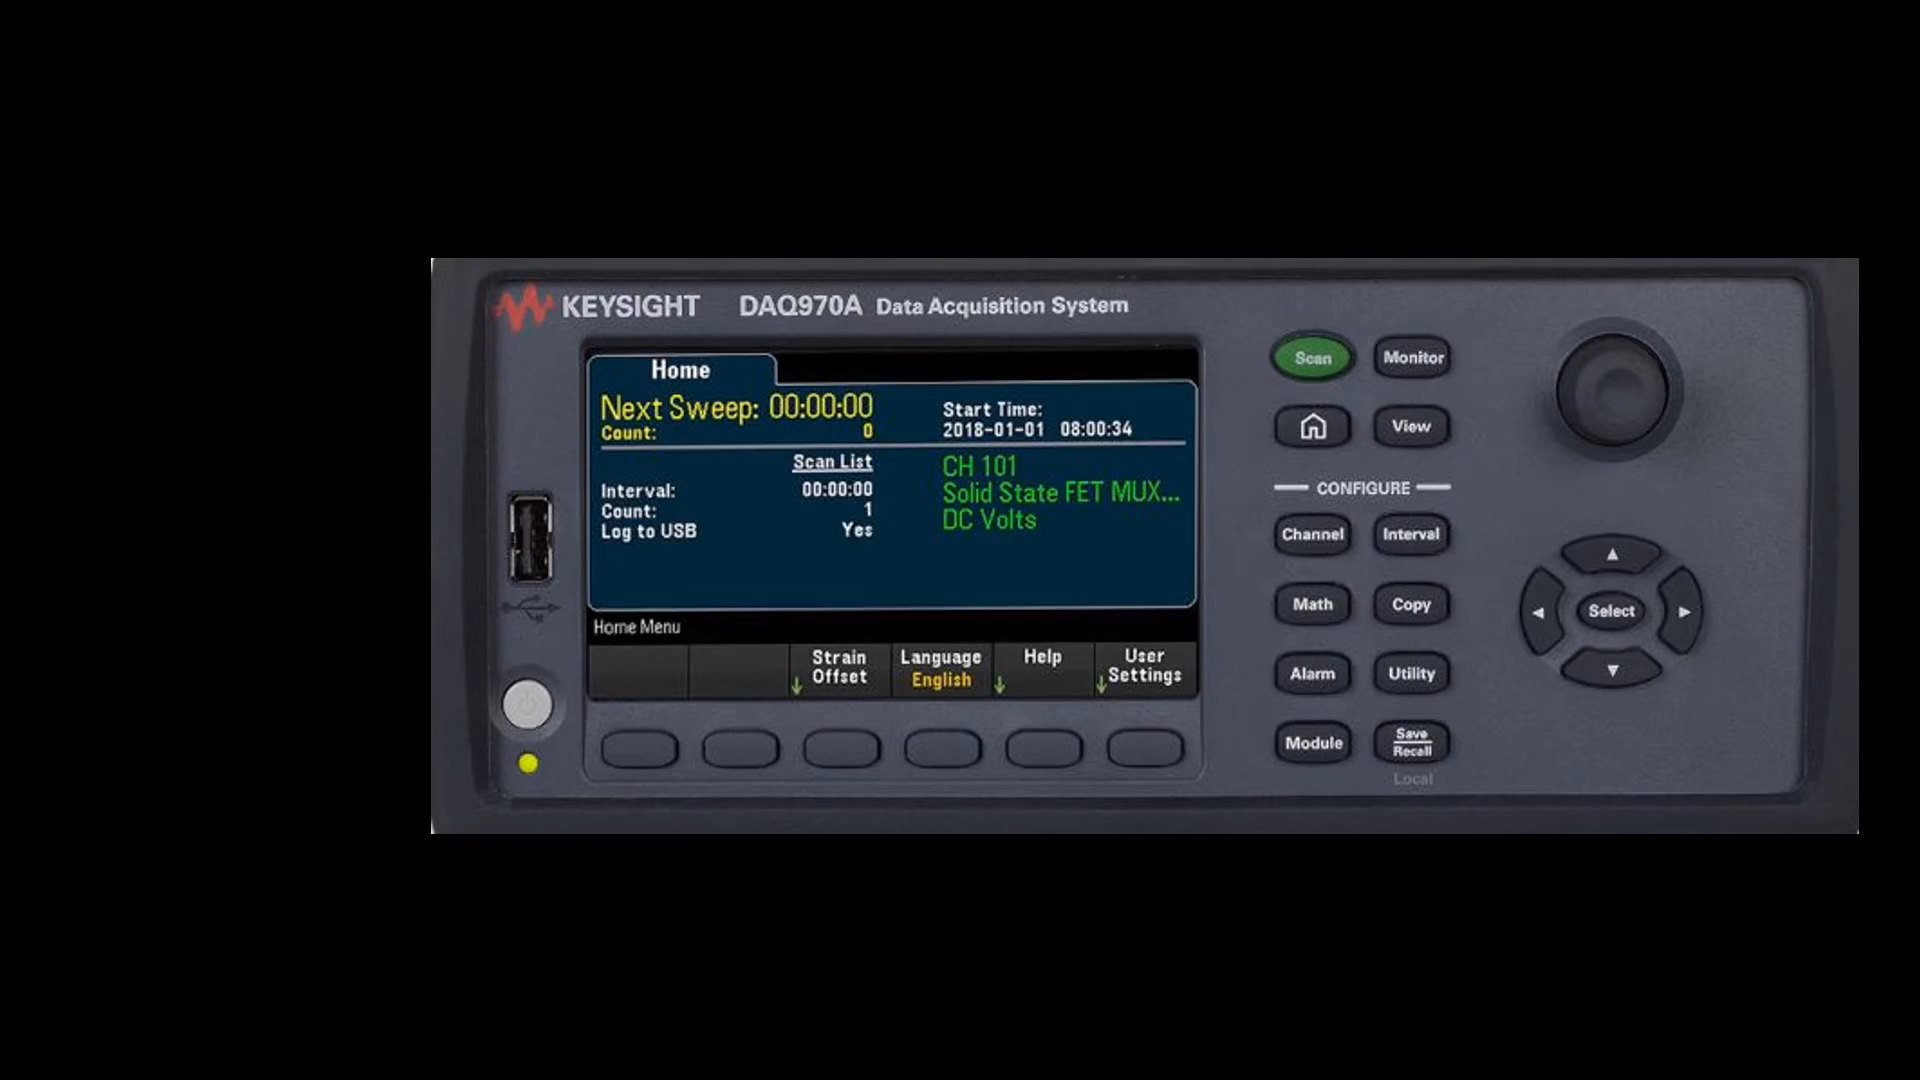 KEYSIGHT DAQ970A Data Acquisition System
Home
Next Sweep: 00:00:00
Count: 0
Start Time:
2018-01-01 08:00:34
Scan List
Interval: 00:00:00
Count: 1
Log to USB Yes
CH 101
Solid State FET MUX...
DC Volts
Home Menu
Strain Offset
Language
English
Help
User Settings
Scan
Monitor
View
CONFIGURE
Channel
Interval
Math
Copy
Alarm
Utility
Module
Save
Recall
Local
Select